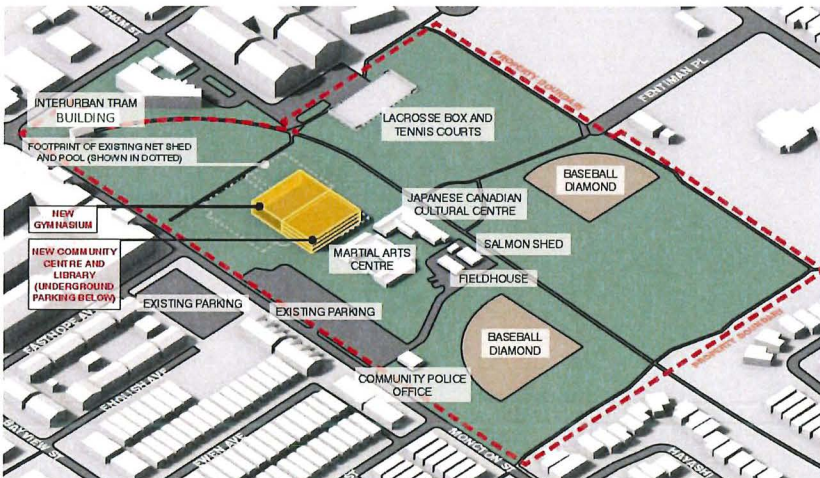 CHATHAM ST
INTERURBAN TRAM
BUILDING
FOOTPRINT OF EXISTING NET SHED
AND POOL (SHOWN IN DOTTED)
LACROSSE BOX AND
TENNIS COURTS
PROPERTY BOUNDARY
FENTIMAN PL
BASEBALL
DIAMOND
JAPANESE CANADIAN
CULTURAL CENTRE
NEW
GYMNASIUM
SALMON SHED
MARTIAL ARTS
CENTRE
NEW COMMUNITY
CENTRE AND
LIBRARY
(UNDERGROUND
PARKING BELOW)
FIELDHOUSE
EXISTING PARKING
EXISTING PARKING
BASEBALL
DIAMOND
PROPERTY BOUNDARY
EASTHOPE AVE
COMMUNITY POLICE
OFFICE
ENGLISH AVE
BAYVIEW ST
EWEN AVE
MONCTON ST
HAYASHI